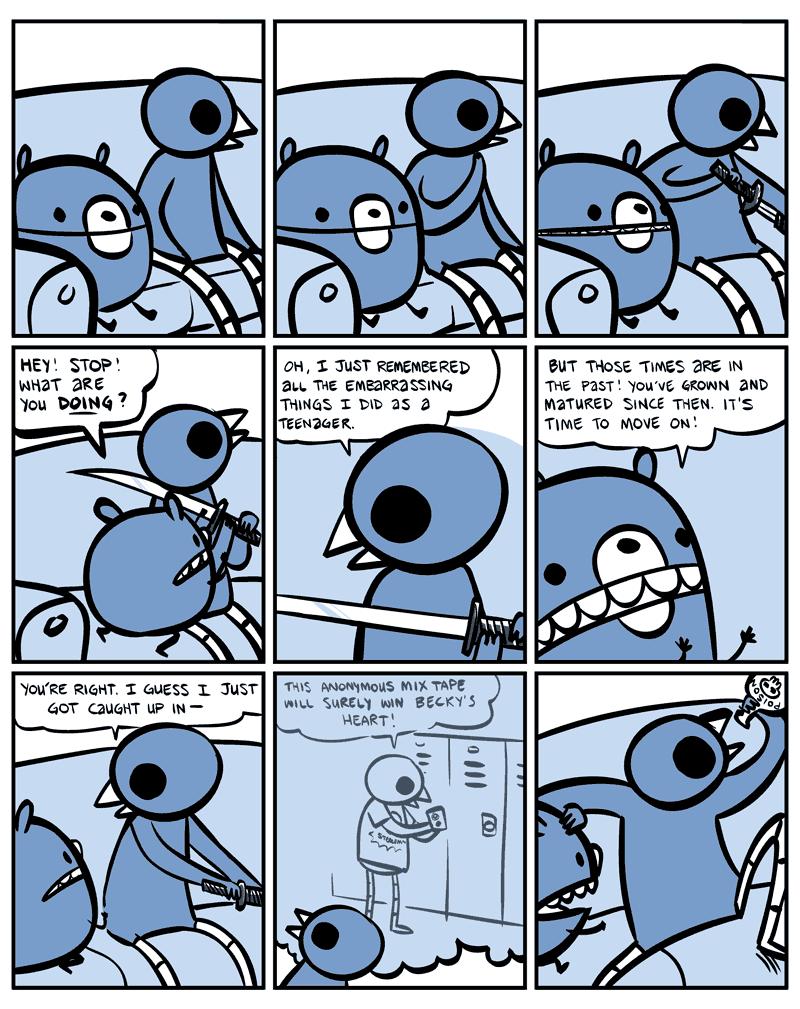 HEY! STOP!
WHAT ARE
YOU DOING?
OH, I JUST REMEMBERED
ALL THE EMBARRASSING
THINGS I DID AS A
TEENAGER.
BUT THOSE TIMES ARE IN
THE PAST! YOU'VE GROWN AND
MATURED SINCE THEN. IT'S
TIME TO MOVE ON!
YOU'RE RIGHT. I GUESS I JUST
GOT CAUGHT UP IN—
THIS ANONYMOUS MIX TAPE
WILL SURELY WIN BECKY'S
HEART!
POISON